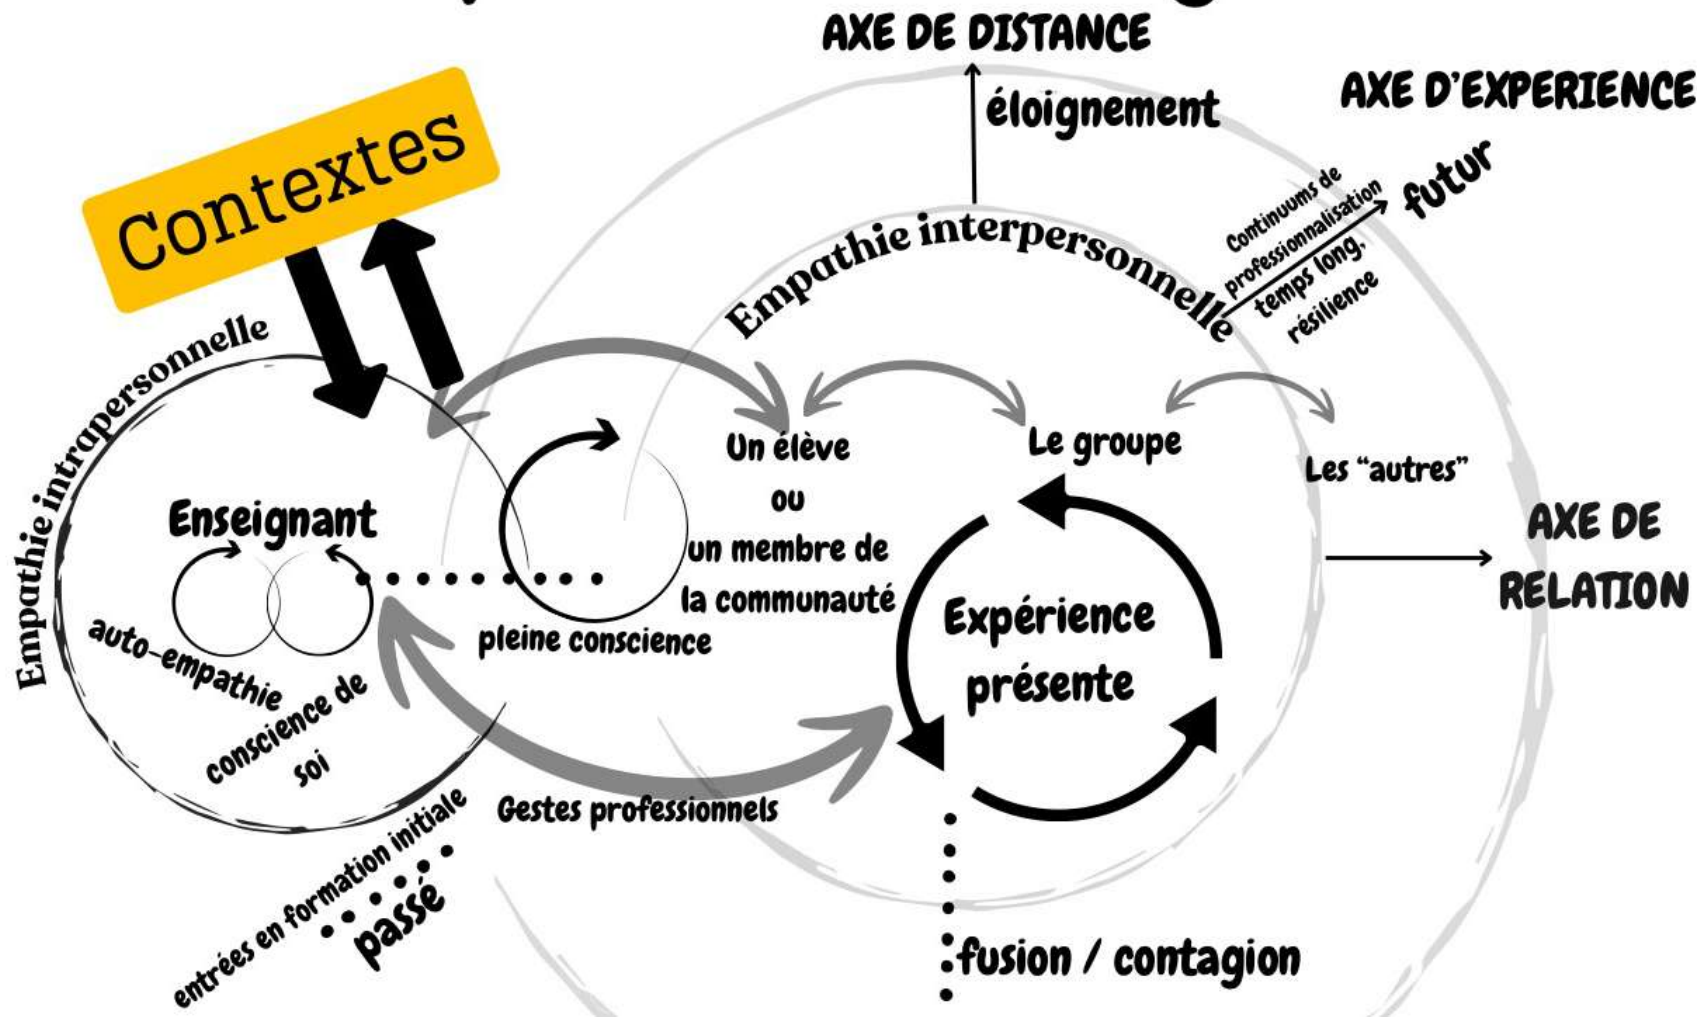 AXE DE DISTANCE
éloignement
AXE D'EXPERIENCE
futur
Continuums de
professionnalisation
temps long,
résilience
Contextes
Empathie interpersonnelle
Empathie intrapersonnelle
Un élève
ou
un membre de
la communauté
Le groupe
Les “autres”
AXE DE
RELATION
Enseignant
auto-empathie
conscience de
soi
pleine conscience
Expérience
présente
Gestes professionnels
entrées en formation initiale
passé
fusion / contagion